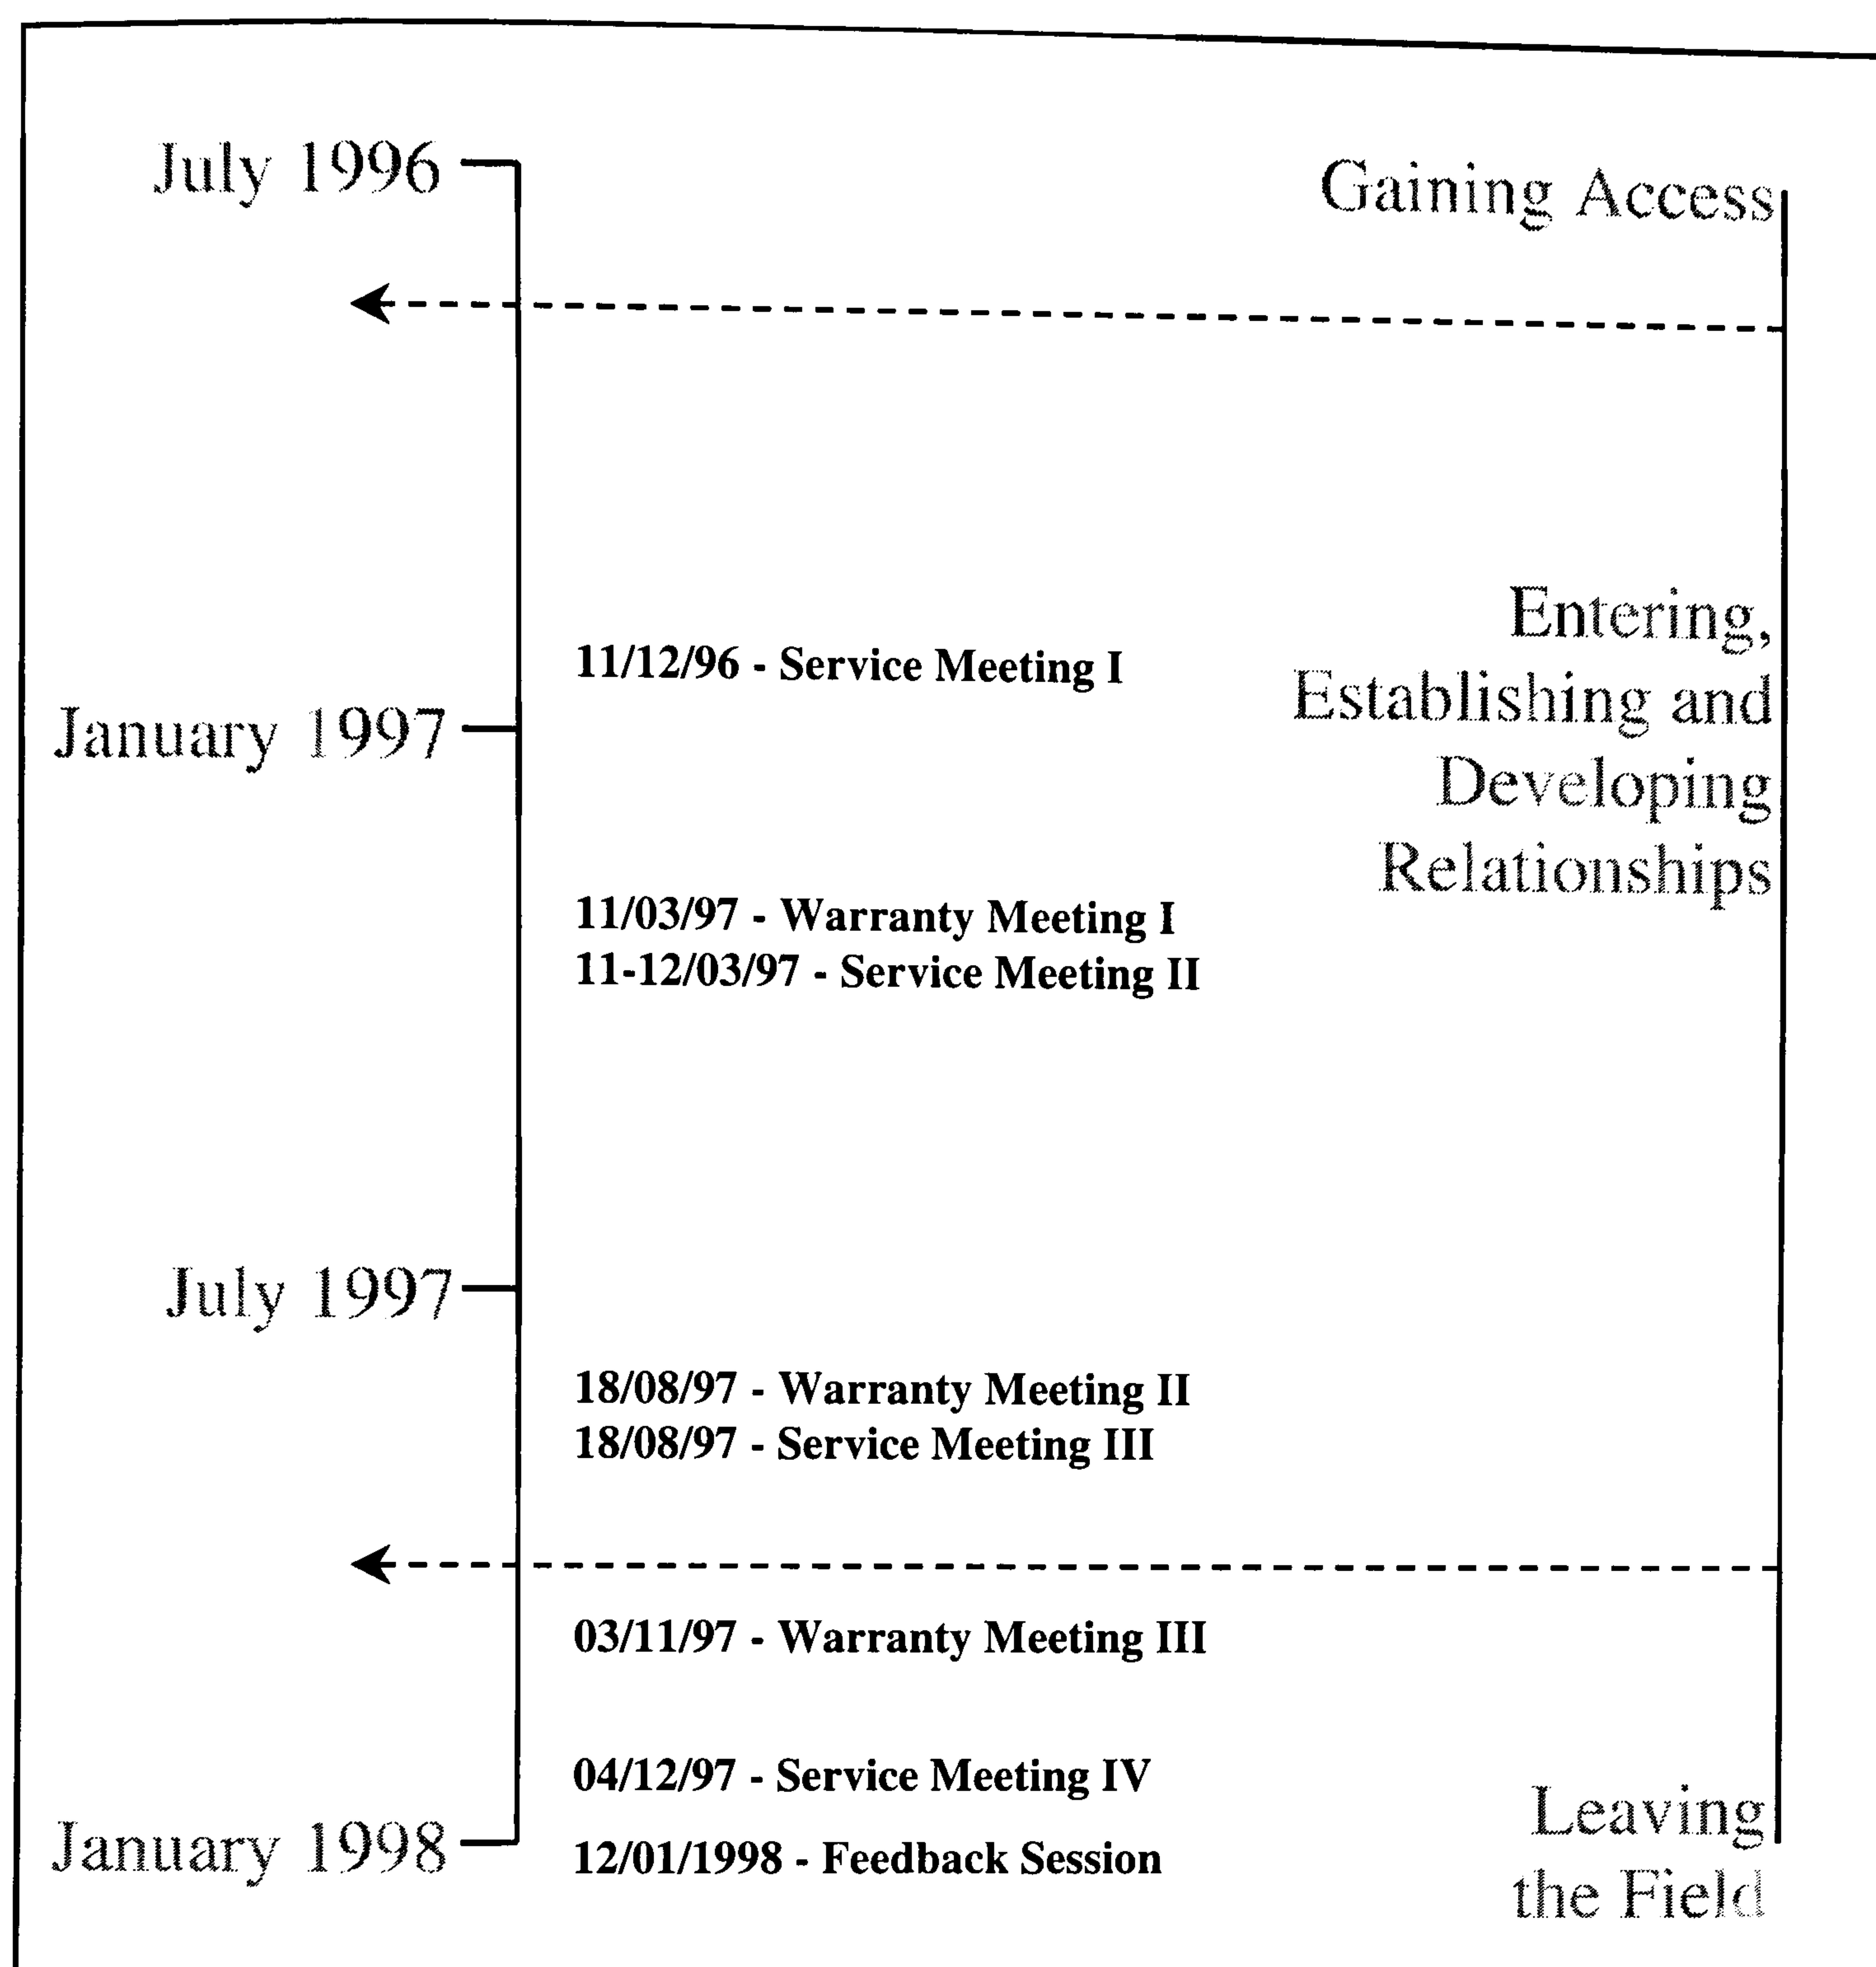 July 1996
Gaining Access
Entering,
Establishing and
Developing
Relationships
11/12/96 - Service Meeting I
January 1997
11/03/97 - Warranty Meeting I
11-12/03/97 - Service Meeting II
July 1997
18/08/97 - Warranty Meeting II
18/08/97 - Service Meeting III
03/11/97 - Warranty Meeting III
04/12/97 - Service Meeting IV
January 1998
12/01/1998 - Feedback Session
Leaving
the Field